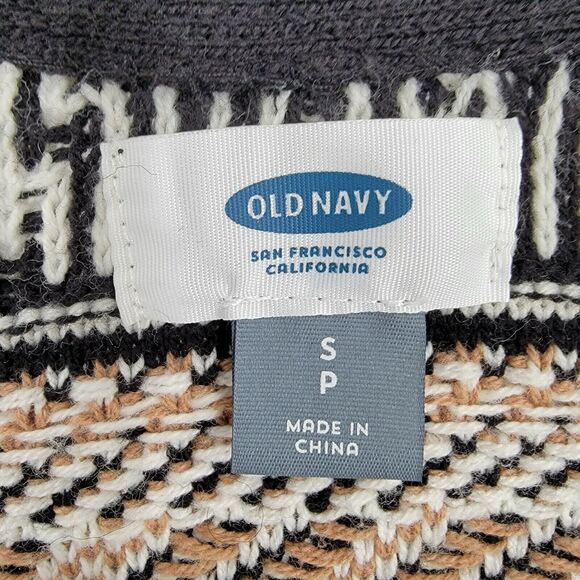 OLD NAVY
SAN FRANCISCO
CALIFORNIA
S
P
MADE IN
CHINA